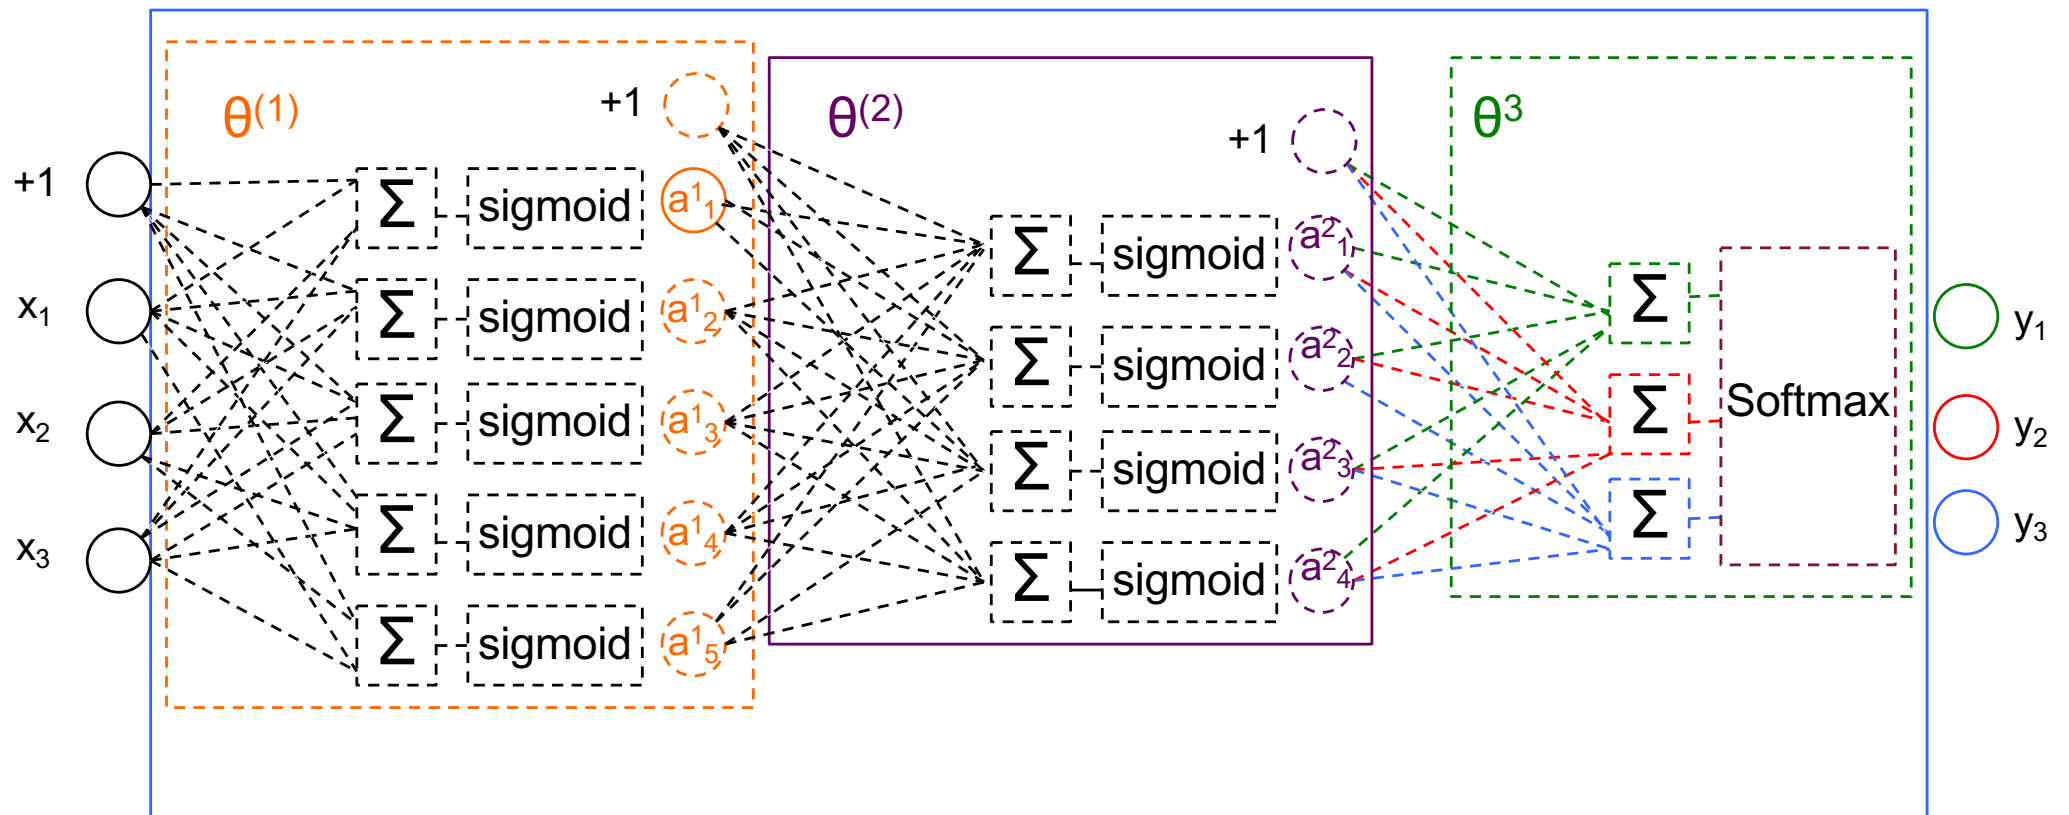 θ(1)
+1
θ(2)
+1
θ3
+1
Σ
sigmoid
a11
Σ
sigmoid
a21
x1
Σ
sigmoid
a12
Σ
sigmoid
a22
Σ
y1
x2
Σ
sigmoid
a13
Σ
sigmoid
a23
Σ
Softmax
y2
x3
Σ
sigmoid
a14
Σ
sigmoid
a24
Σ
y3
Σ
sigmoid
a15